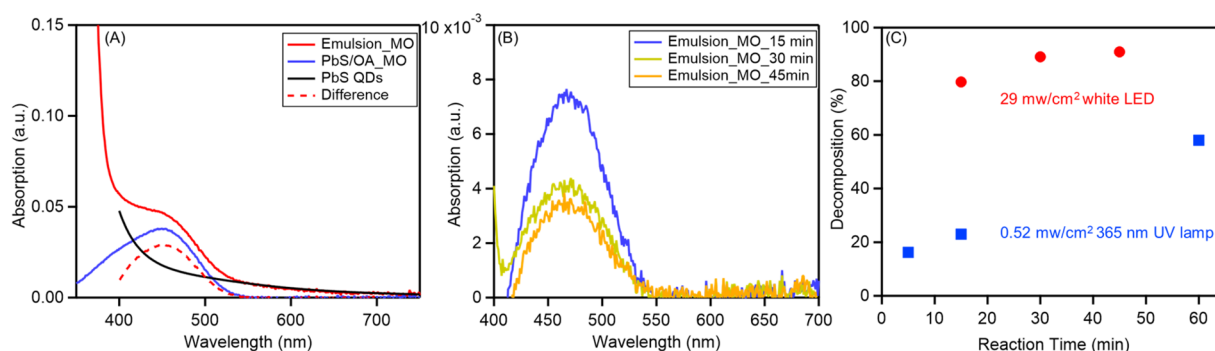 (A)
Emulsion_MO
PbS/OA_MO
PbS QDs
Difference
0.15
0.10
0.05
0.00
Absorption (a.u.)
400
500
600
700
Wavelength (nm)
10 x10⁻³
(B)
Emulsion_MO_15 min
Emulsion_MO_30 min
Emulsion_MO_45min
8
6
4
2
0
Absorption (a.u.)
400
450
500
550
600
650
700
Wavelength (nm)
(C)
100
80
60
40
20
0
Decomposition (%)
29 mw/cm² white LED
0.52 mw/cm² 365 nm UV lamp
0
10
20
30
40
50
60
Reaction Time (min)